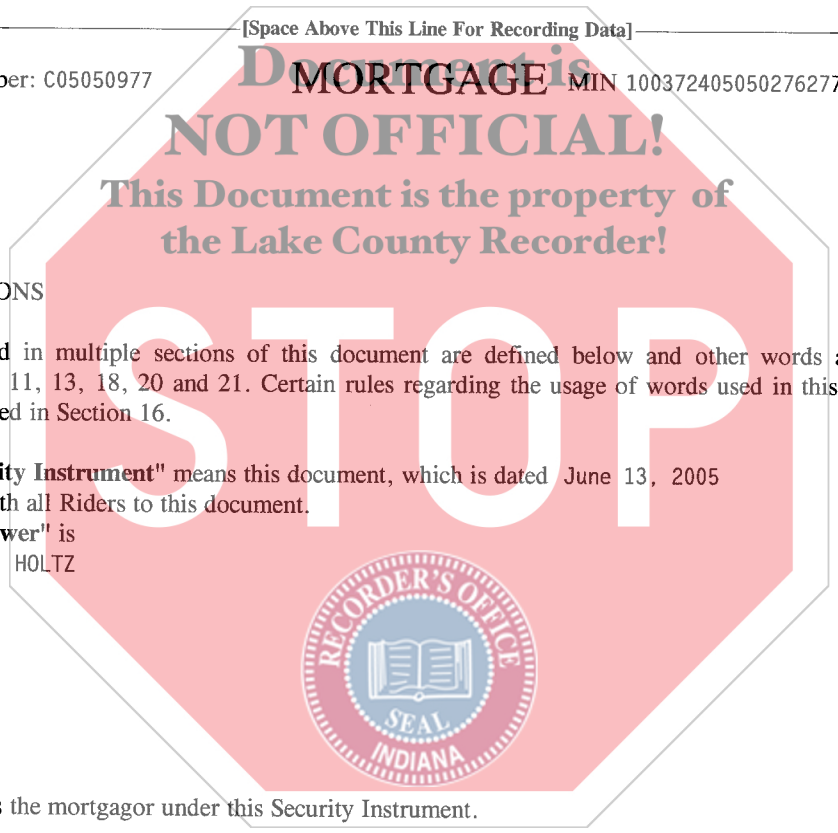 [Space Above This Line For Recording Data]
Document is
ber: C05050977 MORTGAGE MIN 100372405050276277
NOT OFFICIAL!
This Document is the property of
the Lake County Recorder!
ONS
d in multiple sections of this document are defined below and other words a
11, 13, 18, 20 and 21. Certain rules regarding the usage of words used in this
ed in Section 16.
STOP
ity Instrument" means this document, which is dated June 13, 2005
th all Riders to this document.
wer" is
HOLTZ
RECORDER'S OFFICE
SEAL
INDIANA
s the mortgagor under this Security Instrument.